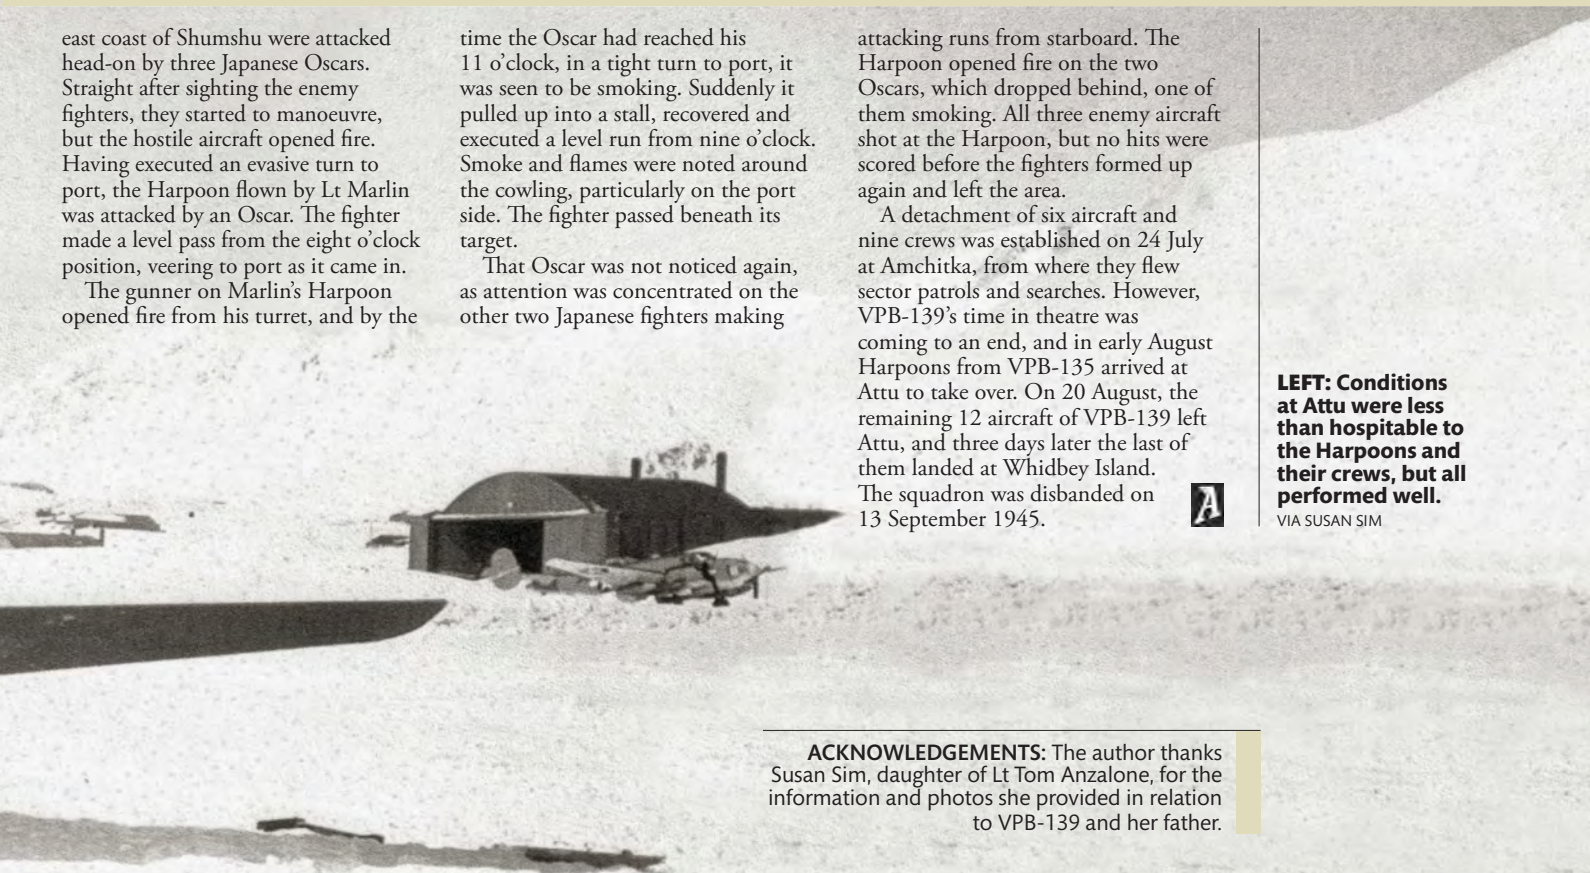 east coast of Shumshu were attacked
head-on by three Japanese Oscars.
Straight after sighting the enemy
fighters, they started to manoeuvre,
but the hostile aircraft opened fire.
Having executed an evasive turn to
port, the Harpoon flown by Lt Marlin
was attacked by an Oscar. The fighter
made a level pass from the eight o’clock
position, veering to port as it came in.
The gunner on Marlin’s Harpoon
opened fire from his turret, and by the
time the Oscar had reached his
11 o’clock, in a tight turn to port, it
was seen to be smoking. Suddenly it
pulled up into a stall, recovered and
executed a level run from nine o’clock.
Smoke and flames were noted around
the cowling, particularly on the port
side. The fighter passed beneath its
target.
That Oscar was not noticed again,
as attention was concentrated on the
other two Japanese fighters making
attacking runs from starboard. The
Harpoon opened fire on the two
Oscars, which dropped behind, one of
them smoking. All three enemy aircraft
shot at the Harpoon, but no hits were
scored before the fighters formed up
again and left the area.
A detachment of six aircraft and
nine crews was established on 24 July
at Amchitka, from where they flew
sector patrols and searches. However,
VPB-139’s time in theatre was
coming to an end, and in early August
Harpoons from VPB-135 arrived at
Attu to take over. On 20 August, the
remaining 12 aircraft of VPB-139 left
Attu, and three days later the last of
them landed at Whidbey Island.
The squadron was disbanded on
13 September 1945.
A
LEFT: Conditions
at Attu were less
than hospitable to
the Harpoons and
their crews, but all
performed well.
VIA SUSAN SIM
ACKNOWLEDGEMENTS: The author thanks
Susan Sim, daughter of Lt Tom Anzalone, for the
information and photos she provided in relation
to VPB-139 and her father.